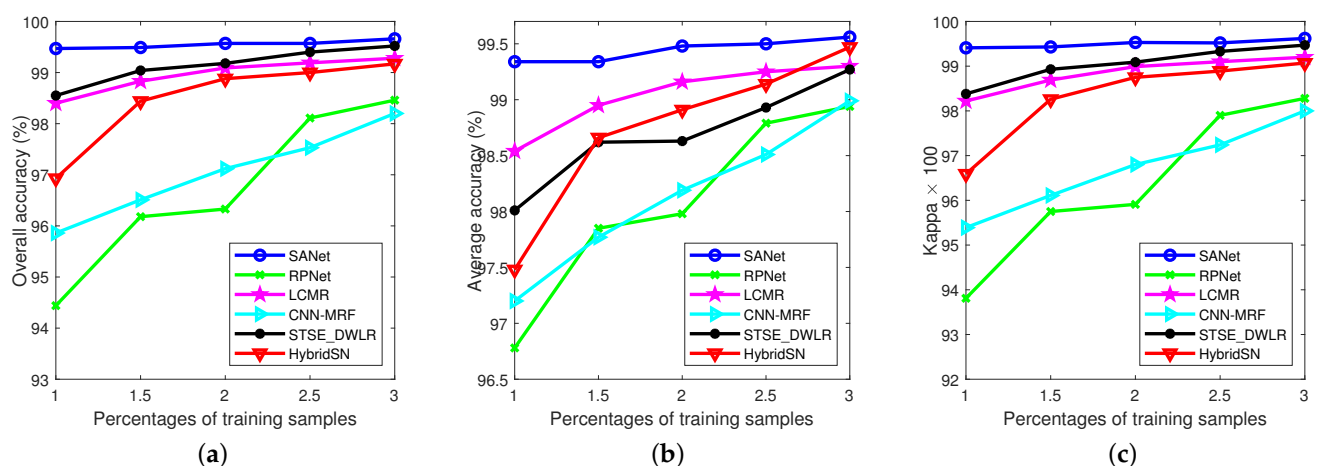 100
99
98
97
96
95
94
93
Overall accuracy (%)
SANet
RPNet
LCMR
CNN-MRF
STSE_DWLR
HybridSN
1 1.5 2 2.5 3
Percentages of training samples
(a)
99.5
99
98.5
98
97.5
97
96.5
Average accuracy (%)
SANet
RPNet
LCMR
CNN-MRF
STSE_DWLR
HybridSN
1 1.5 2 2.5 3
Percentages of training samples
(b)
100
99
98
97
96
95
94
93
92
Kappa × 100
SANet
RPNet
LCMR
CNN-MRF
STSE_DWLR
HybridSN
1 1.5 2 2.5 3
Percentages of training samples
(c)